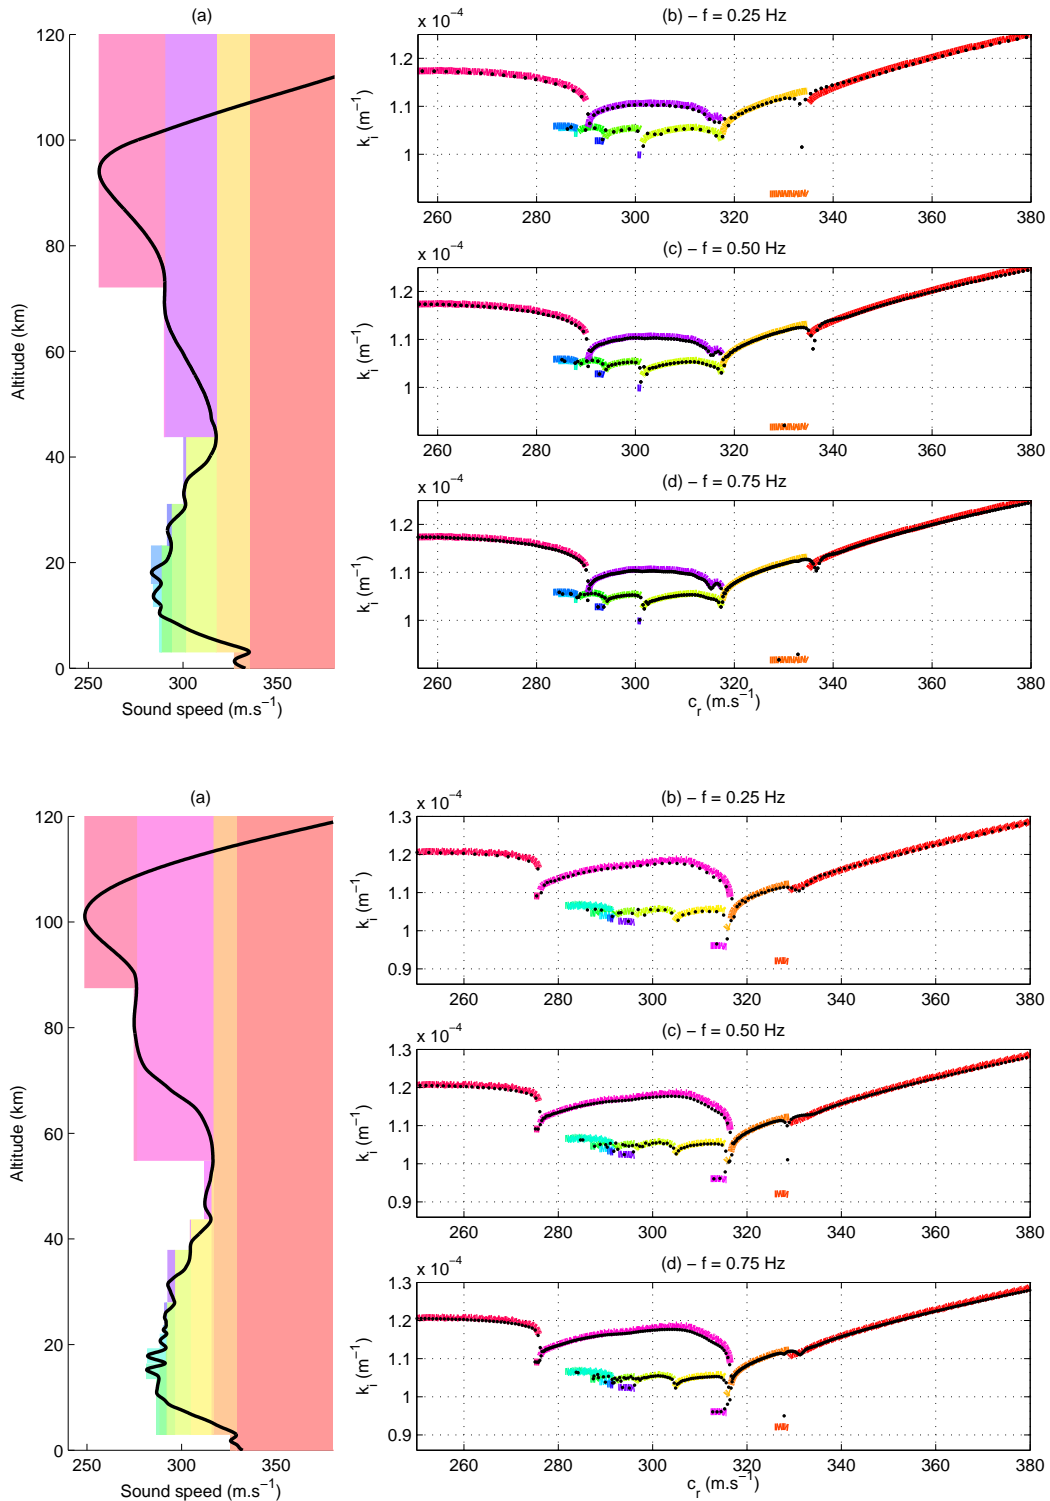 (a)
120
100
80
60
40
20
0
Altitude (km)
250 300 350
Sound speed (m.s⁻¹)
(b) − f = 0.25 Hz
x 10⁻⁴
1.2
1.1
1
kᵢ (m⁻¹)
260 280 300 320 340 360 380
(c) − f = 0.50 Hz
x 10⁻⁴
1.2
1.1
1
kᵢ (m⁻¹)
260 280 300 320 340 360 380
(d) − f = 0.75 Hz
x 10⁻⁴
1.2
1.1
1
kᵢ (m⁻¹)
260 280 300 320 340 360 380
cᵣ (m.s⁻¹)
(a)
120
100
80
60
40
20
0
Altitude (km)
250 300 350
Sound speed (m.s⁻¹)
(b) − f = 0.25 Hz
x 10⁻⁴
1.3
1.2
1.1
1
0.9
kᵢ (m⁻¹)
260 280 300 320 340 360 380
(c) − f = 0.50 Hz
x 10⁻⁴
1.3
1.2
1.1
1
0.9
kᵢ (m⁻¹)
260 280 300 320 340 360 380
(d) − f = 0.75 Hz
x 10⁻⁴
1.3
1.2
1.1
1
0.9
kᵢ (m⁻¹)
260 280 300 320 340 360 380
cᵣ (m.s⁻¹)